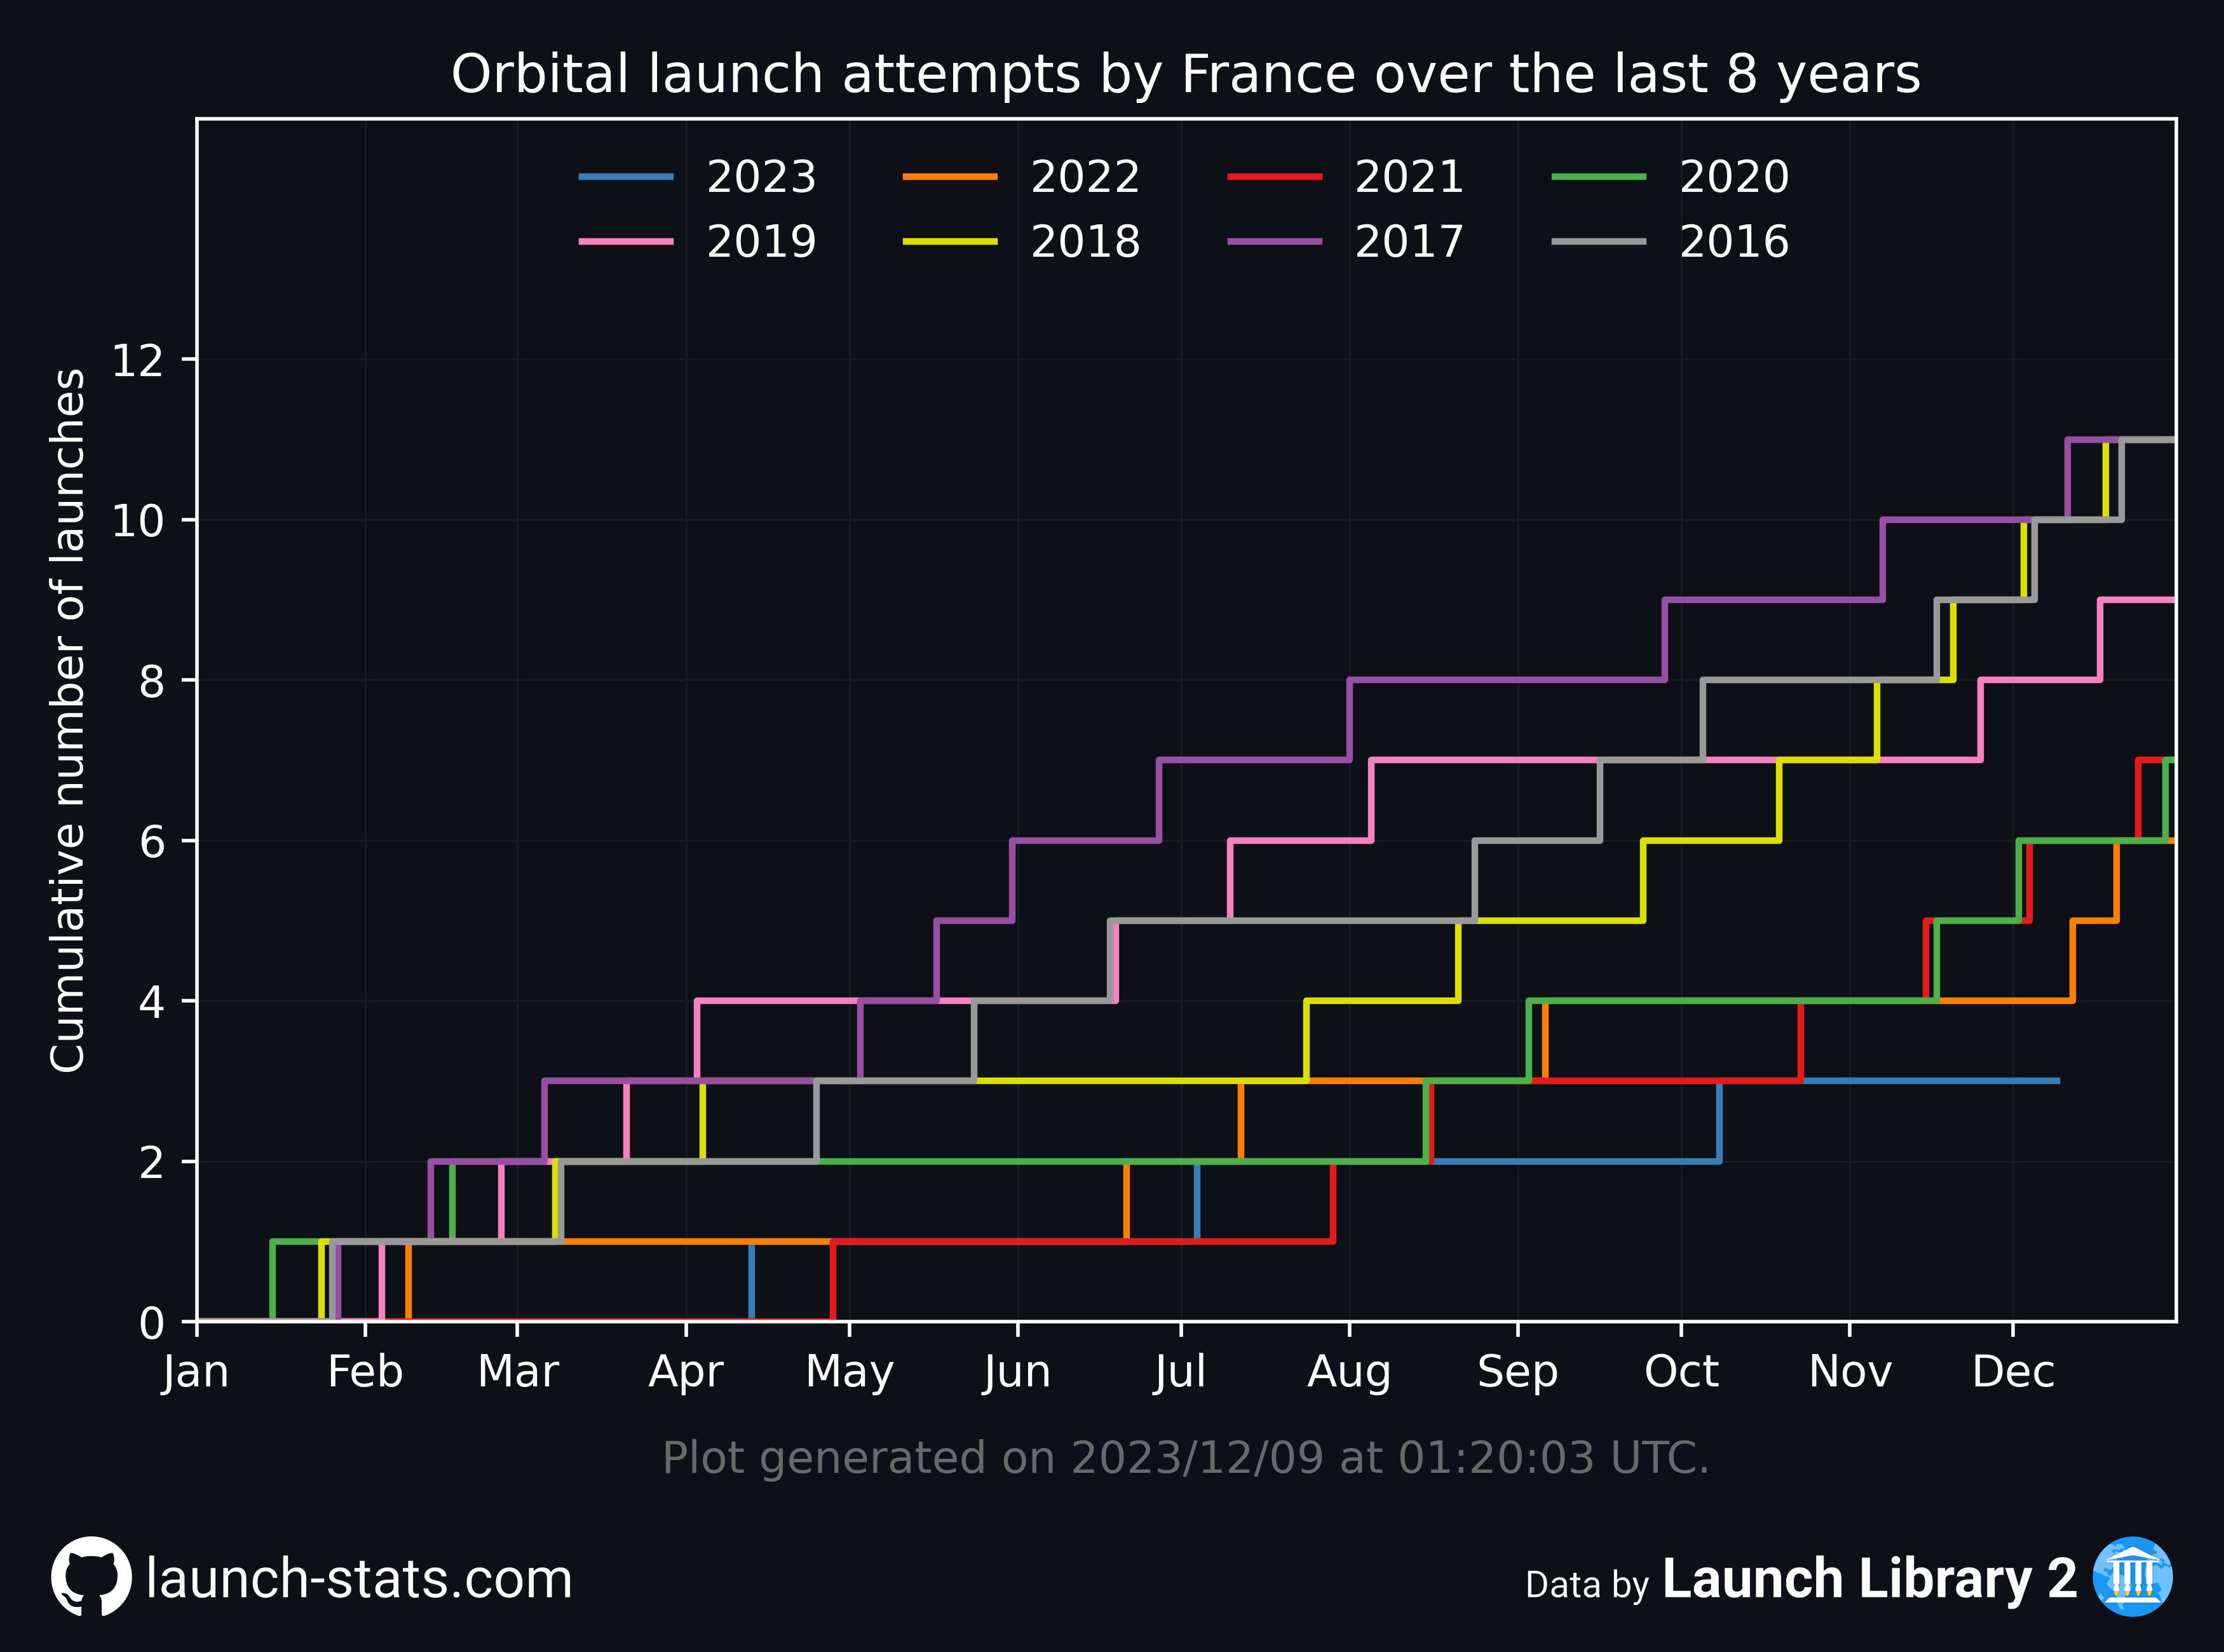 Orbital launch attempts by France over the last 8 years
2023 2022 2021 2020
2019 2018 2017 2016
Cumulative number of launches
12
10
8
6
4
2
0
Jan Feb Mar Apr May Jun Jul Aug Sep Oct Nov Dec
Plot generated on 2023/12/09 at 01:20:03 UTC.
launch-stats.com
Data by Launch Library 2